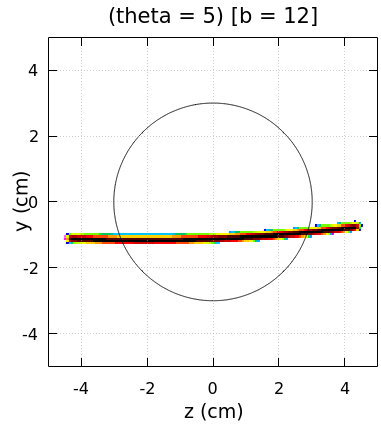 (theta = 5) [b = 12]
4
2
0
-2
-4
y (cm)
-4 -2 0 2 4
z (cm)